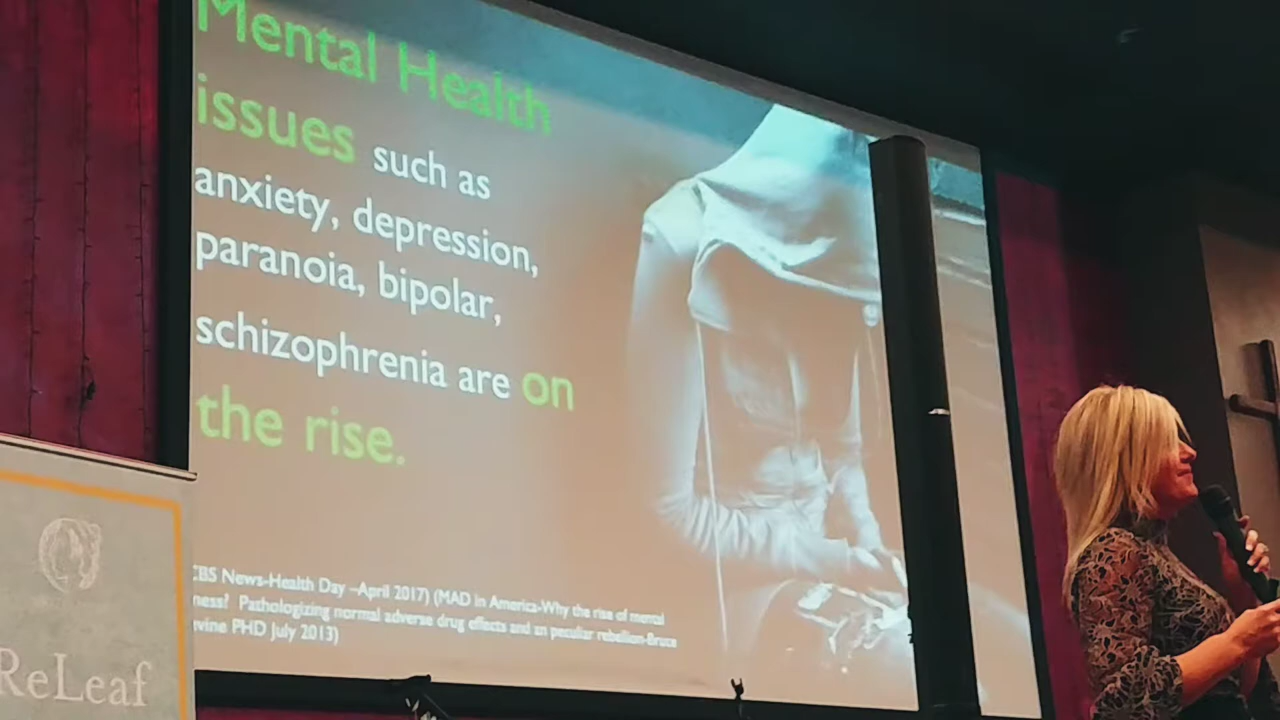 Mental Health
issues such as
anxiety, depression,
paranoia, bipolar,
schizophrenia are on
the rise.
CBS News-Health Day –April 2017) (MAD in America-Why the rise of mental
ness? Pathologizing normal adverse drug effects and an peculiar rebellion-Bruce
evine PHD July 2013)
ReLeaf